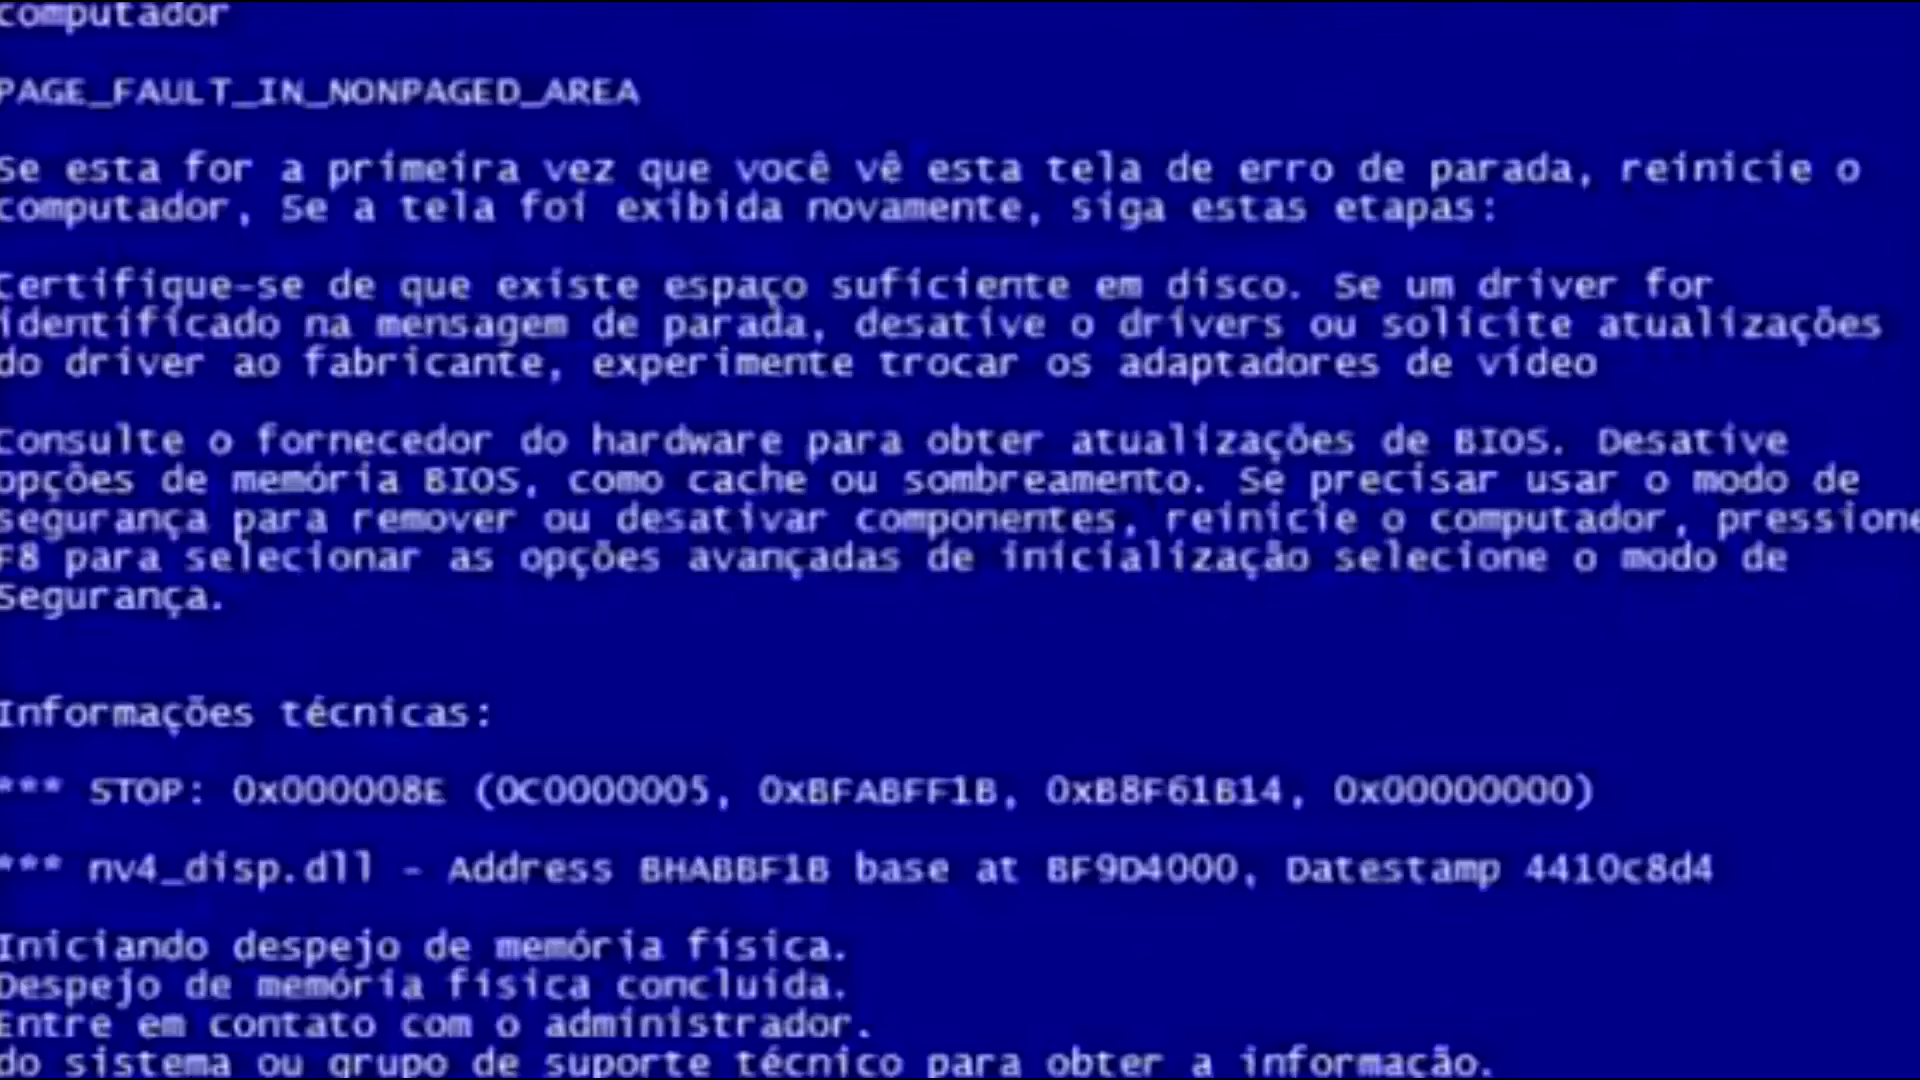 computador
PAGE_FAULT_IN_NONPAGED_AREA
Se esta for a primeira vez que você vê esta tela de erro de parada, reinicie o
computador, Se a tela foi exibida novamente, siga estas etapas:
Certifique-se de que existe espaço suficiente em disco. Se um driver for
identificado na mensagem de parada, desative o drivers ou solicite atualizações
do driver ao fabricante, experimente trocar os adaptadores de vídeo
Consulte o fornecedor do hardware para obter atualizações de BIOS. Desative
opções de memória BIOS, como cache ou sombreamento. Se precisar usar o modo de
segurança para remover ou desativar componentes, reinicie o computador, pressione
F8 para selecionar as opções avançadas de inicialização selecione o modo de
Segurança.
Informações técnicas:
*** STOP: 0x000008E (0C0000005, 0xBFABFF1B, 0xB8F61B14, 0x00000000)
*** nv4_disp.dll - Address BHABBF1B base at BF9D4000, Datestamp 4410c8d4
Iniciando despejo de memória física.
Despejo de memória física concluída.
Entre em contato com o administrador.
do sistema ou grupo de suporte técnico para obter a informação.